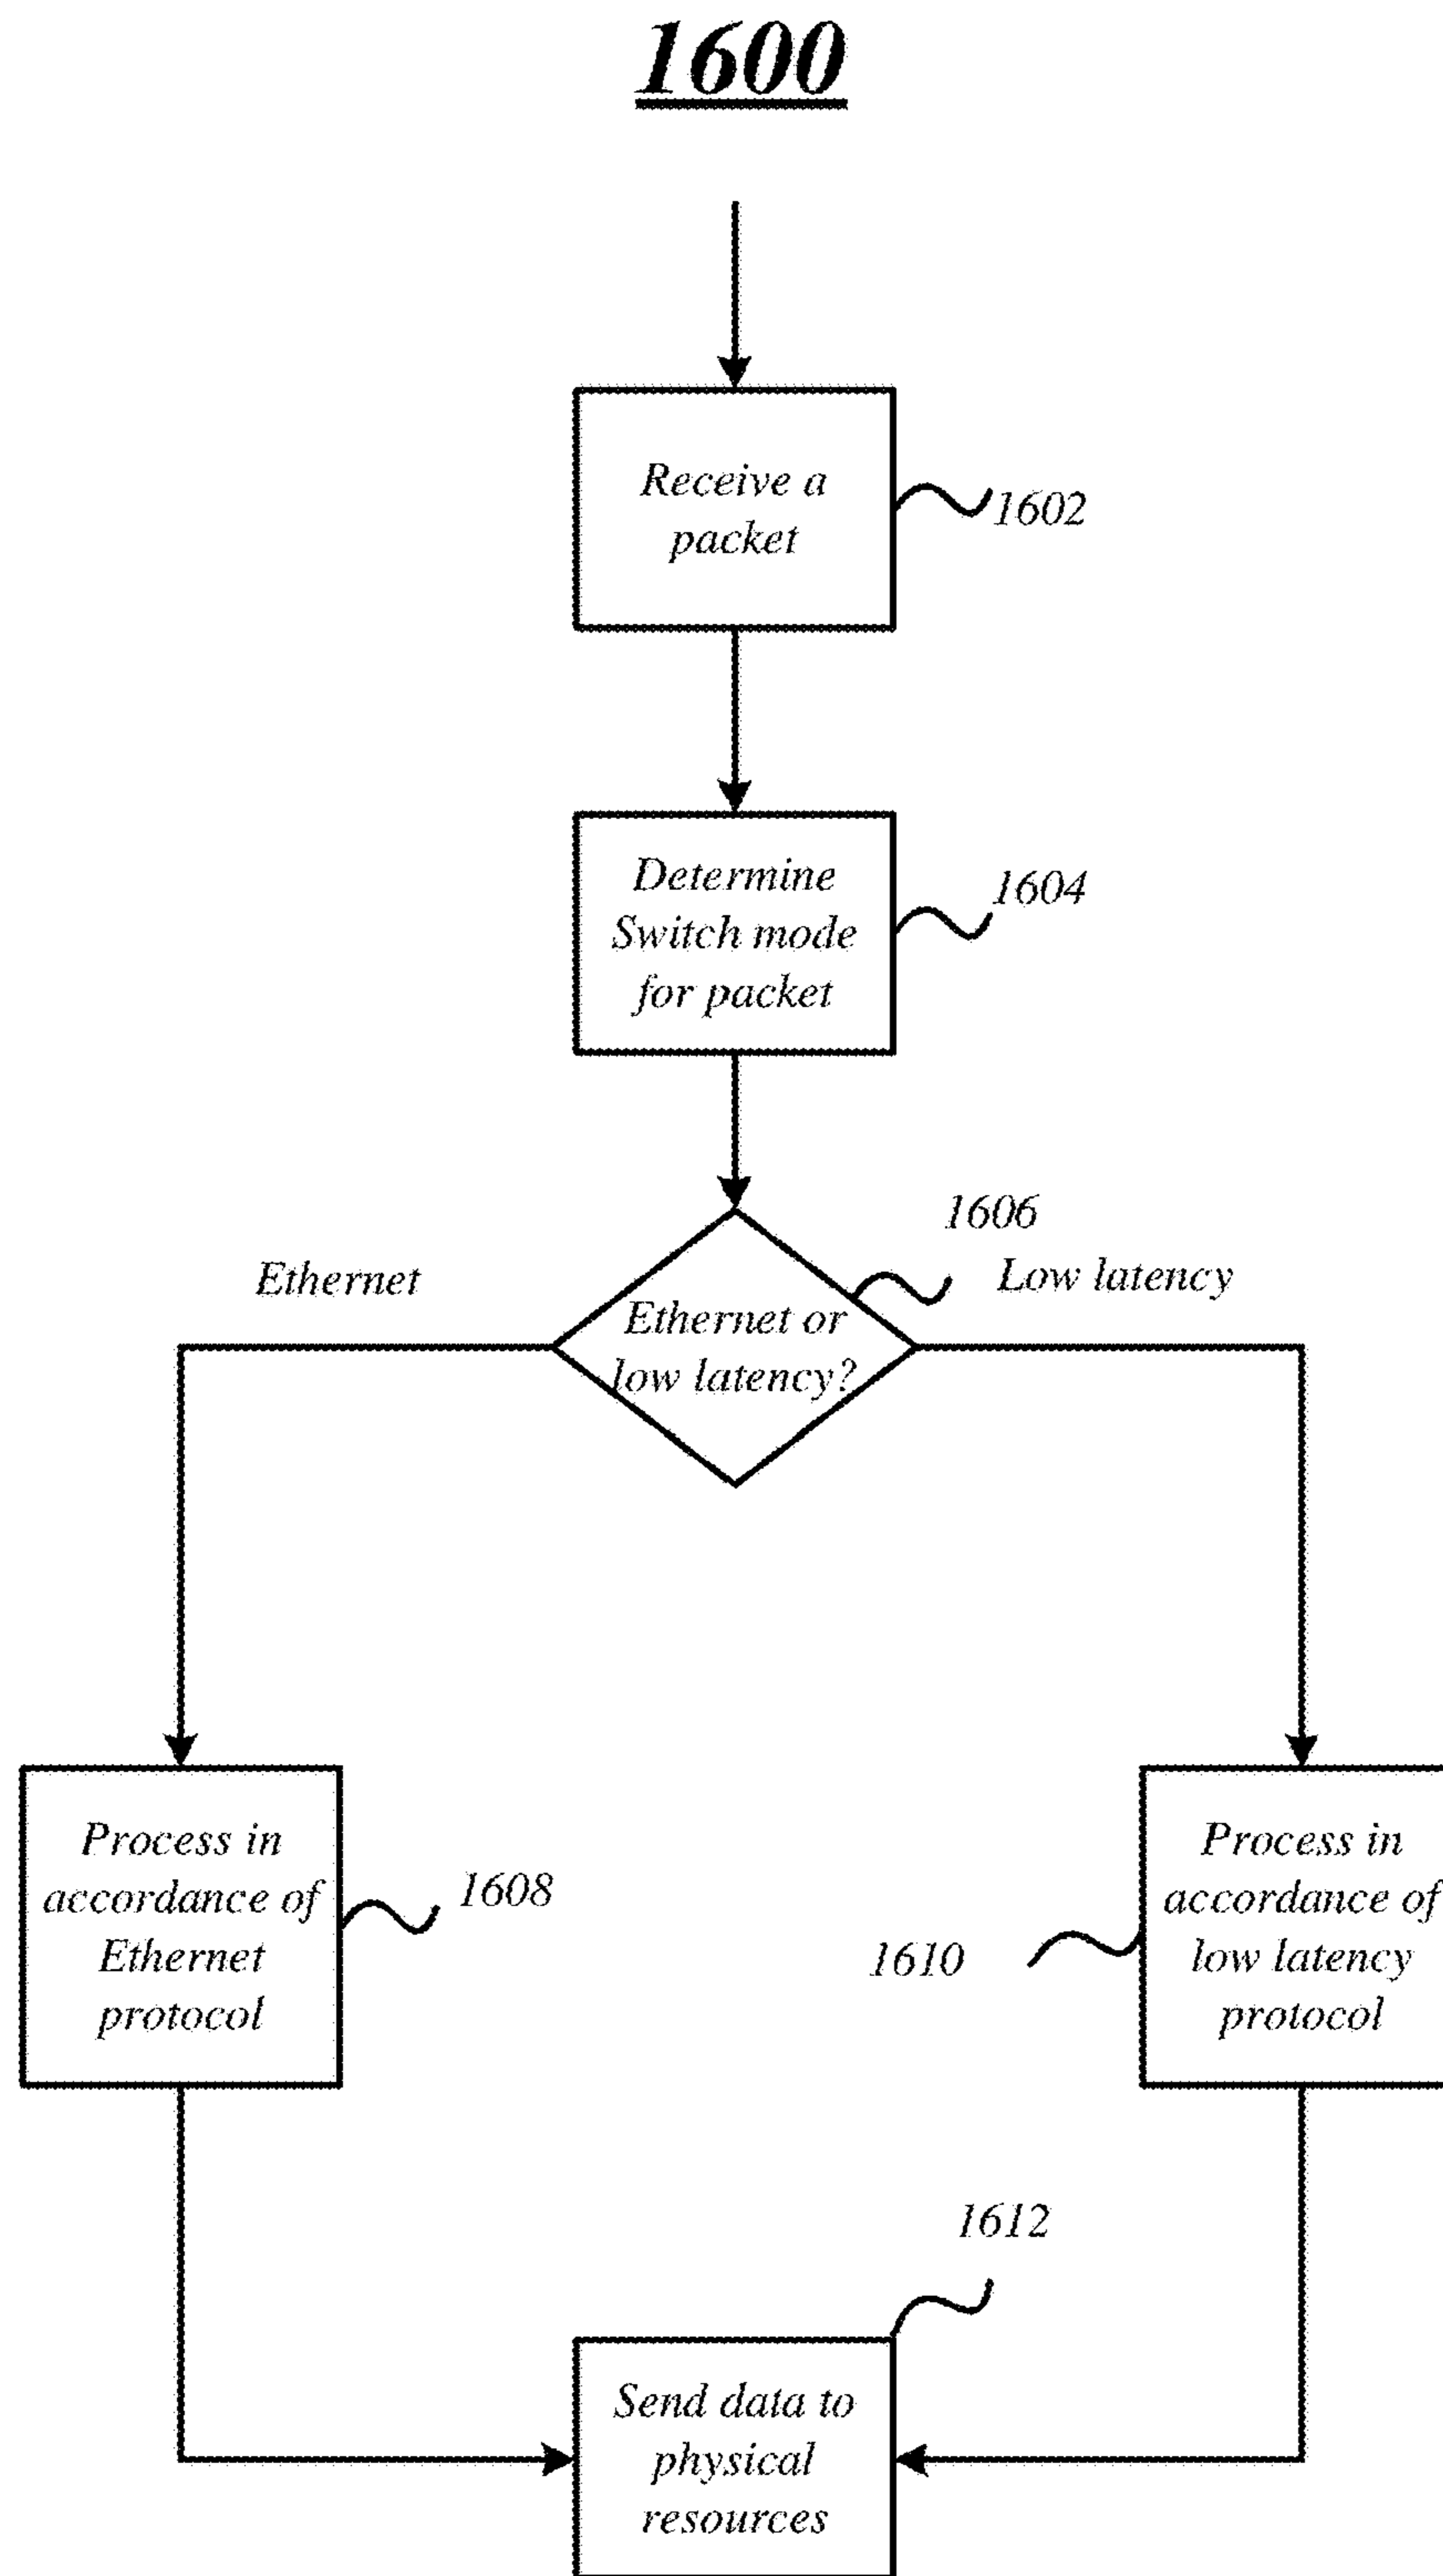 1600
Receive a
packet
1602
Determine
Switch mode
for packet
1604
1606
Ethernet
Low latency
Ethernet or
low latency?
Process in
accordance of
Ethernet
protocol
1608
1610
Process in
accordance of
low latency
protocol
1612
Send data to
physical
resources